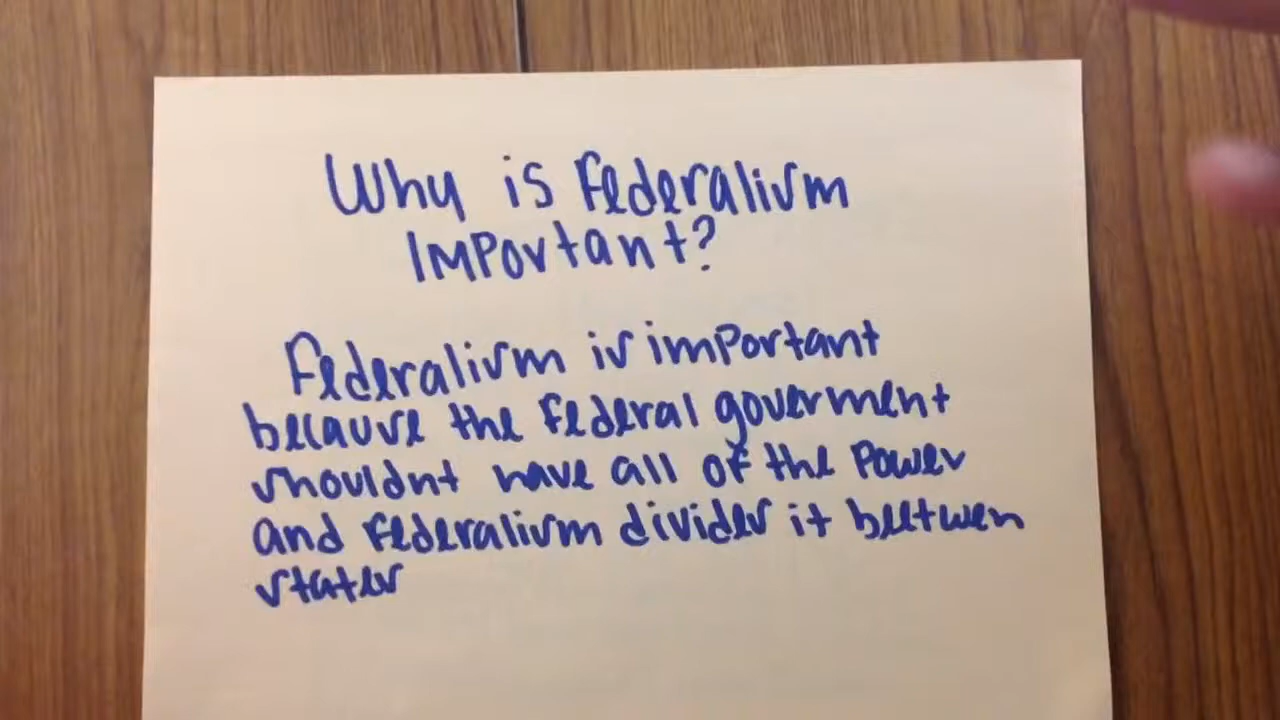 Why is Federalism
Important?
Federalism is important
because the Federal goverment
shouldnt have all of the Power
and Federalism divides it beetwen
states